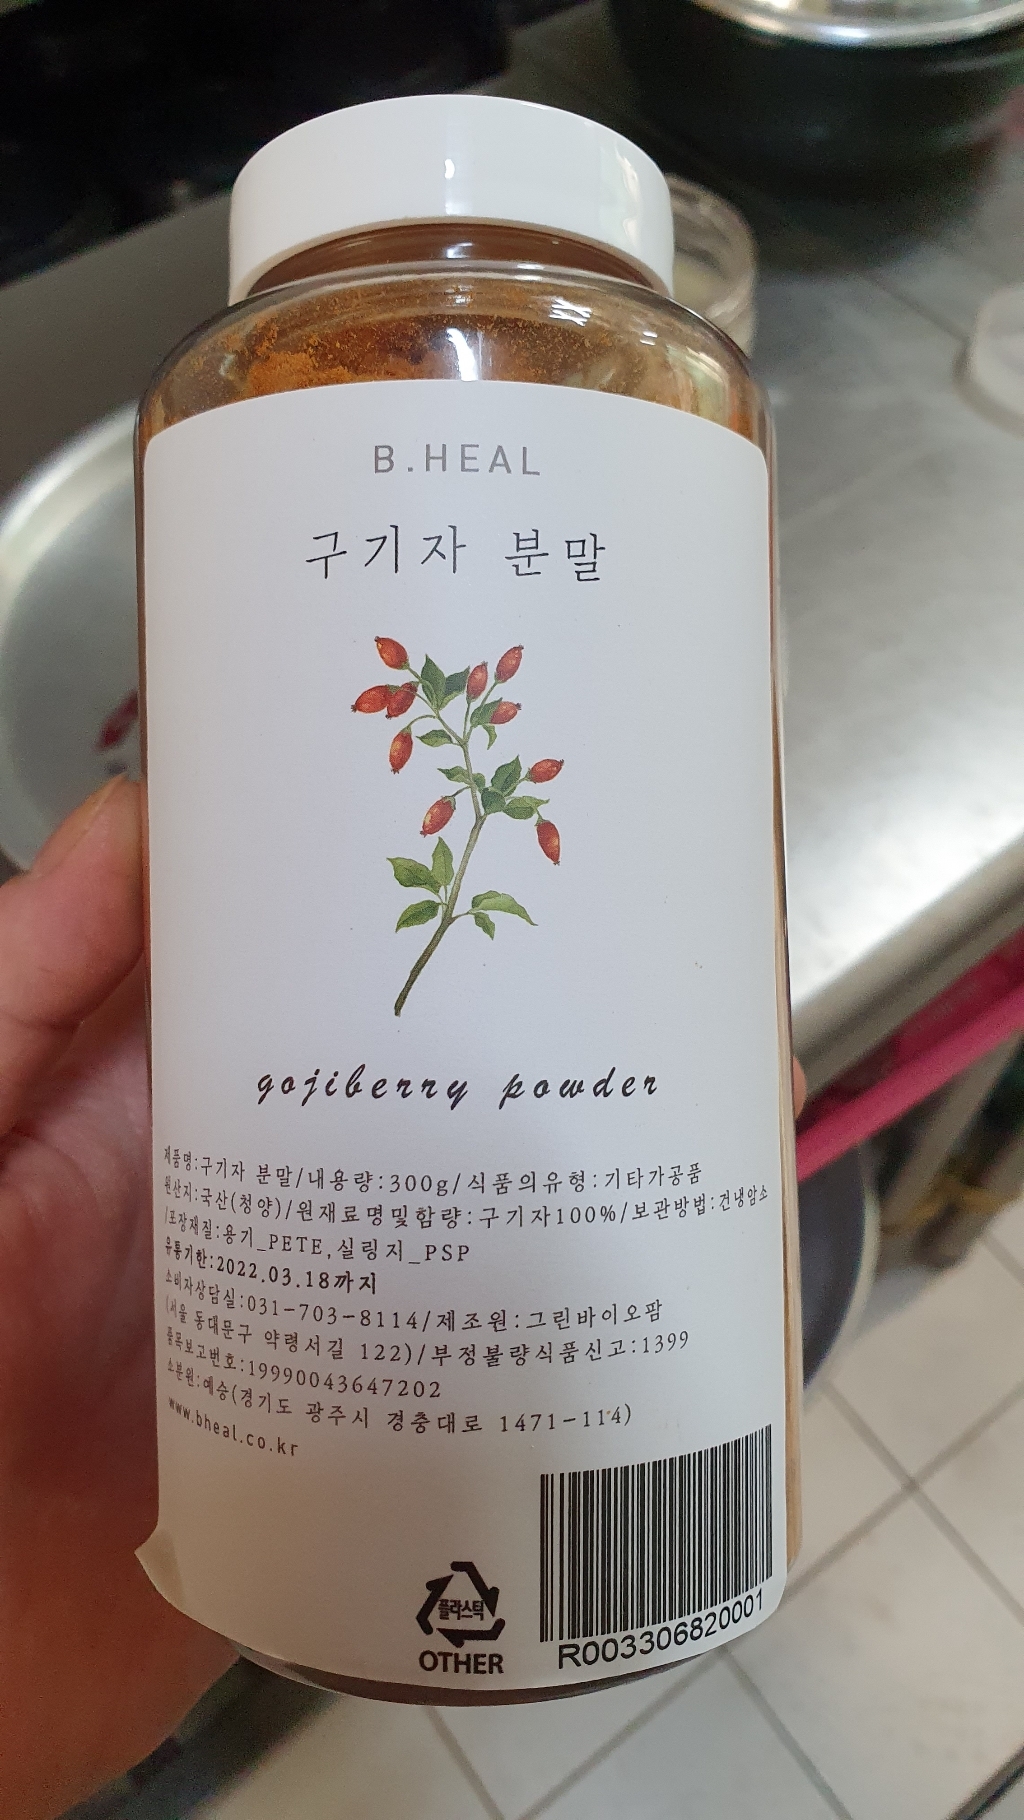 B.HEAL
구기자 분말
gojiberry powder
제품명:구기자 분말/내용량:300g/식품의유형:기타가공품
원산지:국산(청양)/원재료명및함량:구기자100%/보관방법:건냉암소
/포장재질:용기_PETE,실링지_PSP
유통기한:2022.03.18까지
소비자상담실:031-703-8114/제조원:그린바이오팜
(서울 동대문구 약령서길 122)/부정불량식품신고:1399
품목보고번호:19990043647202
소분원:예승(경기도 광주시 경충대로 1471-114)
www.bheal.co.kr
플라스틱
OTHER
R003306820001